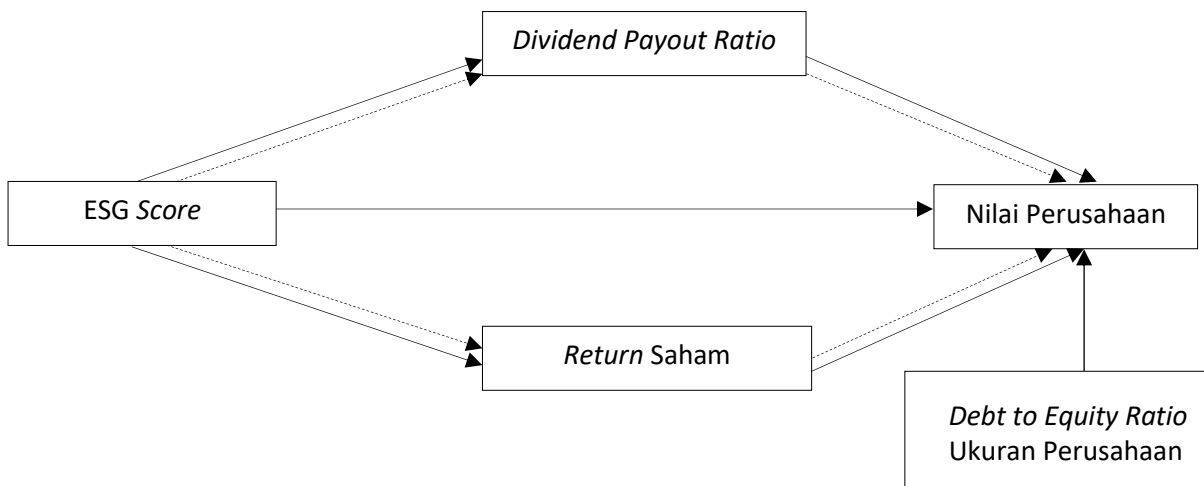 Dividend Payout Ratio
ESG Score
Nilai Perusahaan
Return Saham
Debt to Equity Ratio
Ukuran Perusahaan